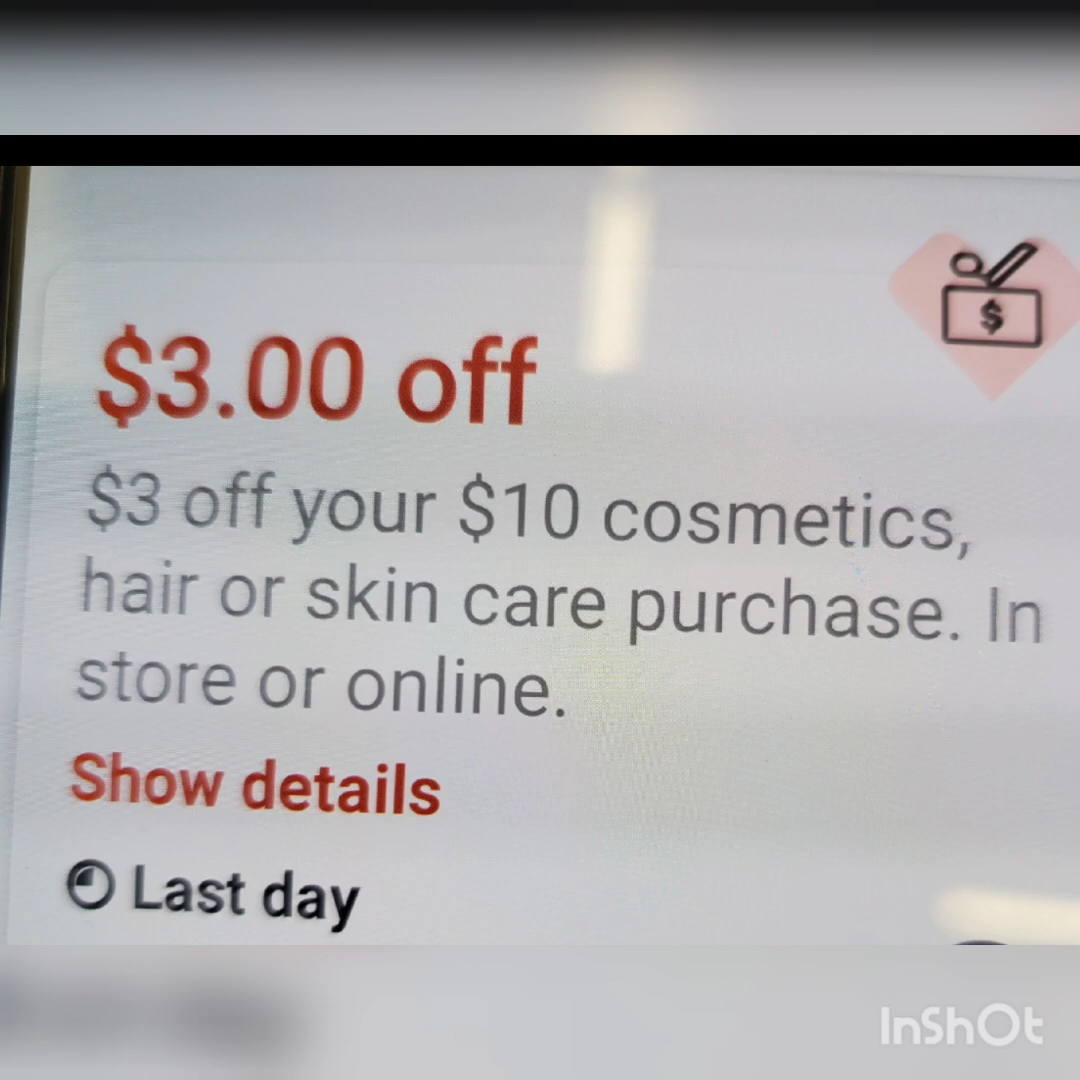 $
$3.00 off
$3 off your $10 cosmetics,
hair or skin care purchase. In
store or online.
Show details
Last day
InShOt